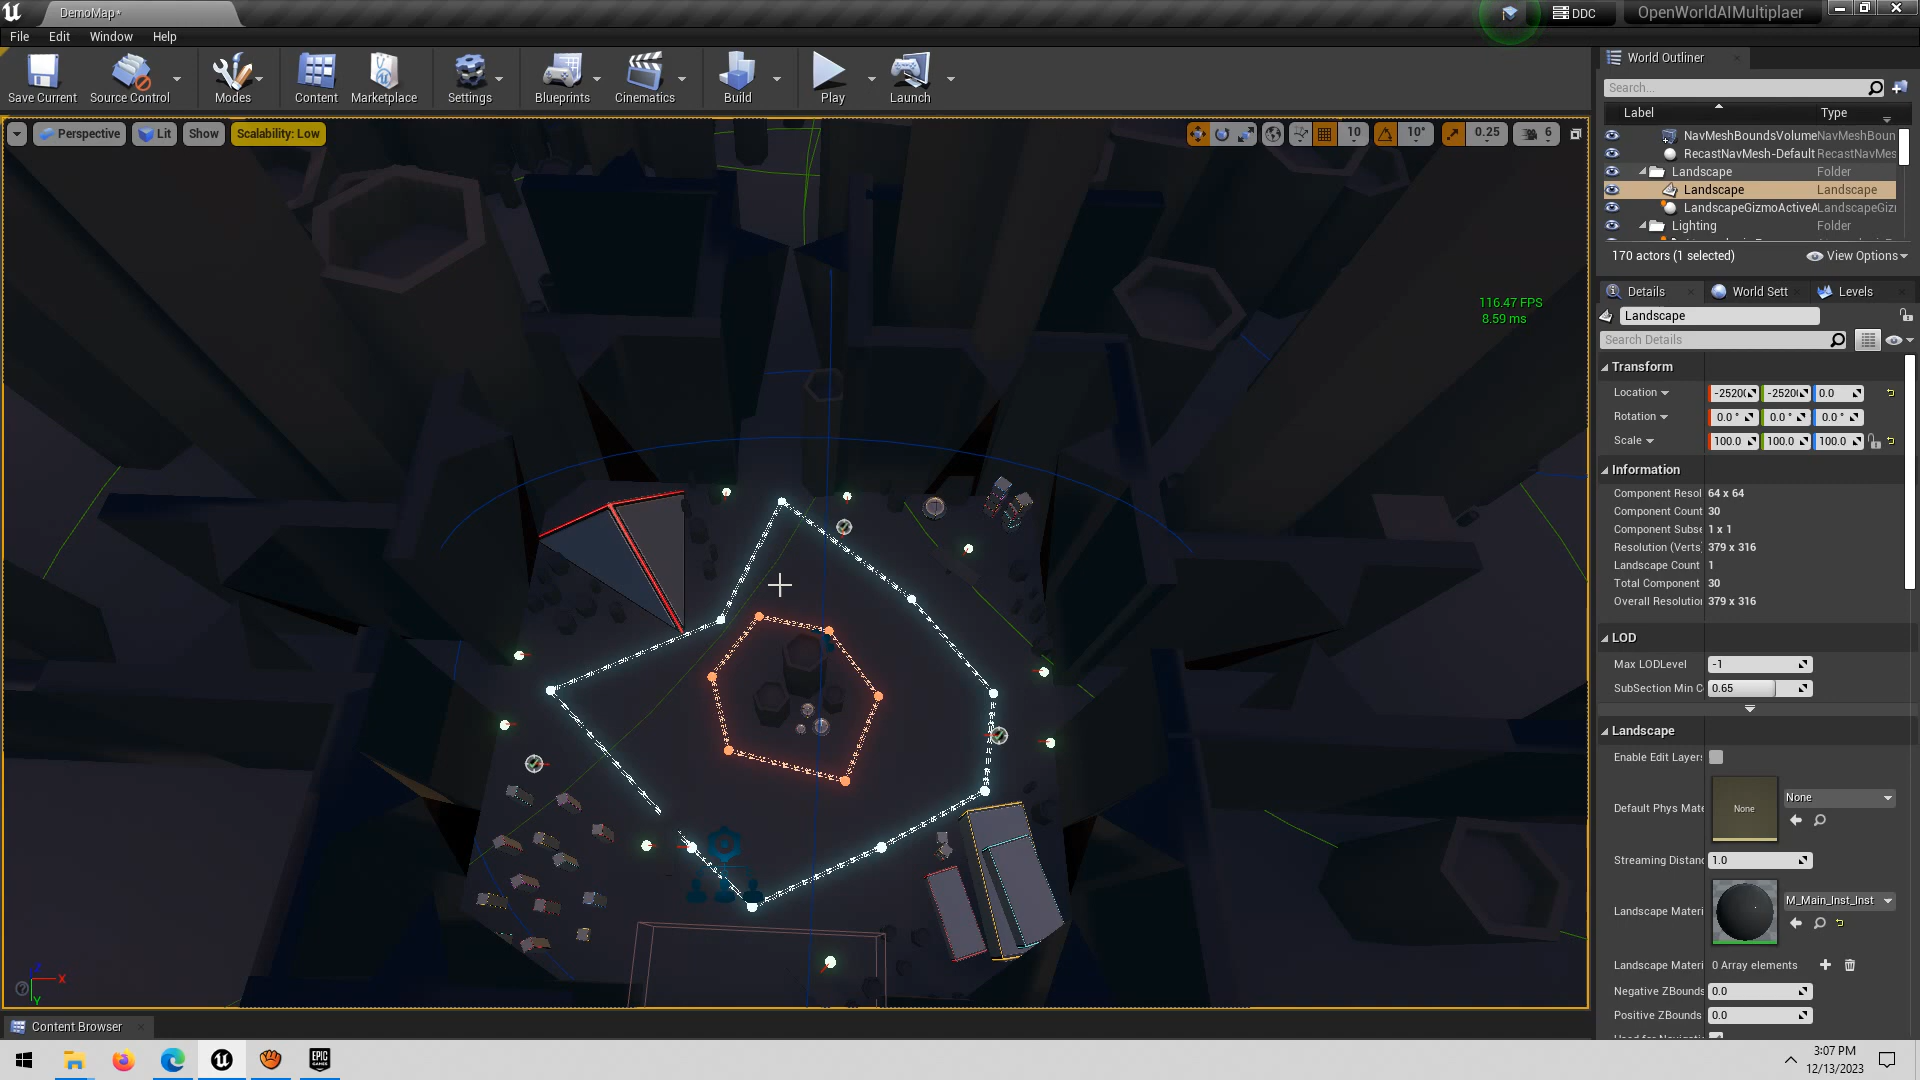 DemoMap*
DDC
OpenWorldAIMultiplaer
File
Edit
Window
Help
Save Current
Source Control
Modes
Content
Marketplace
Settings
Blueprints
Cinematics
Build
Play
Launch
Perspective
Lit
Show
Scalability: Low
10
10°
0.25
6
116.47 FPS
8.59 ms
World Outliner
Search...
Label
Type
NavMeshBoundsVolume NavMeshBoun
RecastNavMesh-Default RecastNavMes
Landscape Folder
Landscape Landscape
LandscapeGizmoActiveA LandscapeGizı
Lighting Folder
170 actors (1 selected)
View Options
Details
World Sett
Levels
Landscape
Search Details
Transform
Location -2520( -2520( 0.0
Rotation 0.0 ° 0.0 ° 0.0 °
Scale 100.0 100.0 100.0
Information
Component Resol 64 x 64
Component Count 30
Component Subse 1 x 1
Resolution (Verts) 379 x 316
Landscape Count 1
Total Component 30
Overall Resolution 379 x 316
LOD
Max LODLevel -1
SubSection Min C 0.65
Landscape
Enable Edit Layers
Default Phys Mate None None
Streaming Distanc 1.0
Landscape Materi M_Main_Inst_Inst
Landscape Materi 0 Array elements
Negative ZBounds 0.0
Positive ZBounds 0.0
X
Y
Content Browser
EPIC
GAMES
3:07 PM
12/13/2023